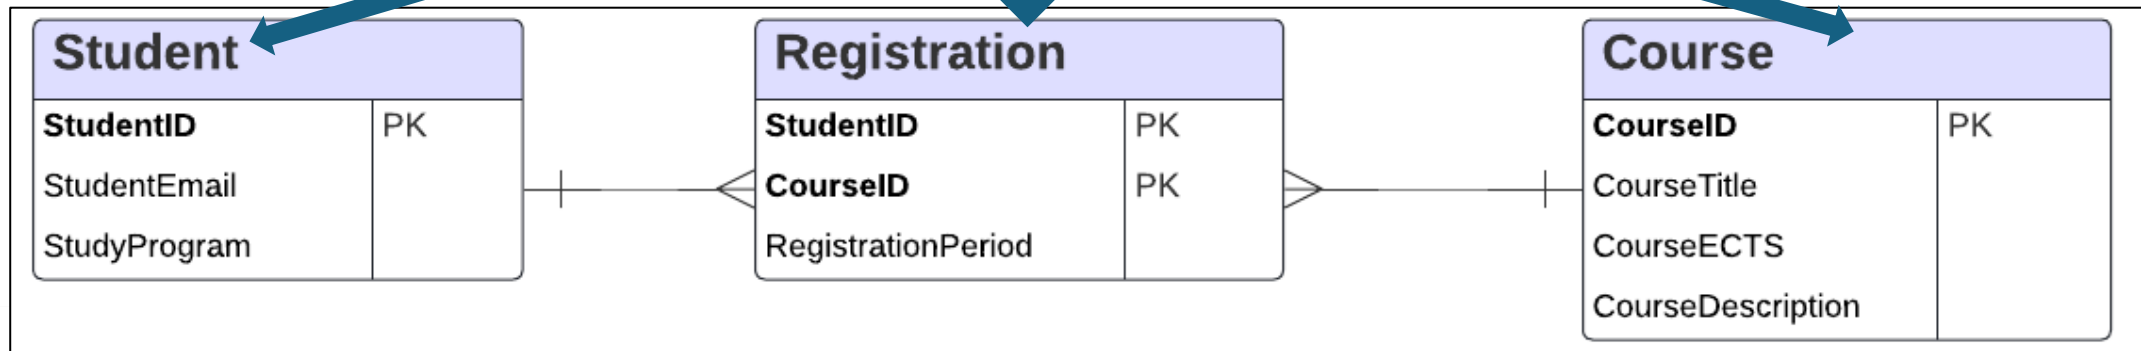 Student
StudentID PK
StudentEmail
StudyProgram
Registration
StudentID PK
CourseID PK
RegistrationPeriod
Course
CourseID PK
CourseTitle
CourseECTS
CourseDescription